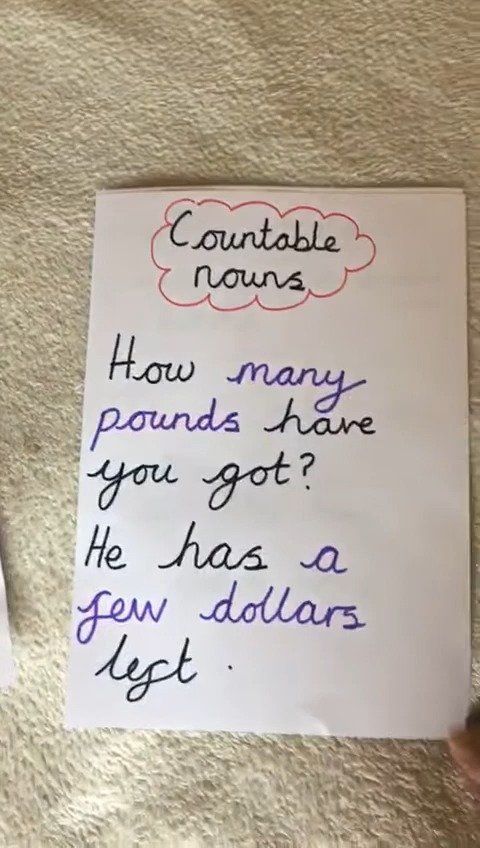 Countable
nouns
How many
pounds have
you got?
He has a
few dollars
left.